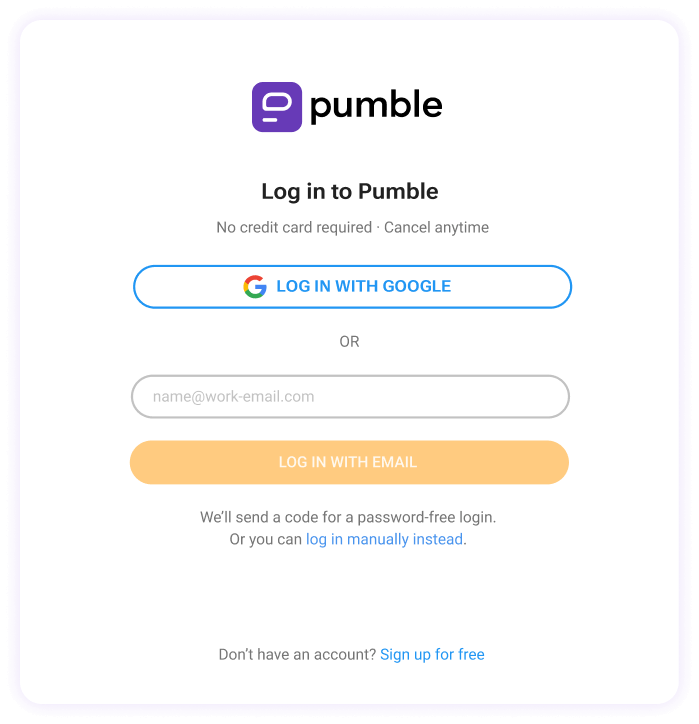 pumble
Log in to Pumble
No credit card required · Cancel anytime
LOG IN WITH GOOGLE
OR
name@work-email.com
LOG IN WITH EMAIL
We’ll send a code for a password-free login.
Or you can log in manually instead.
Don’t have an account? Sign up for free